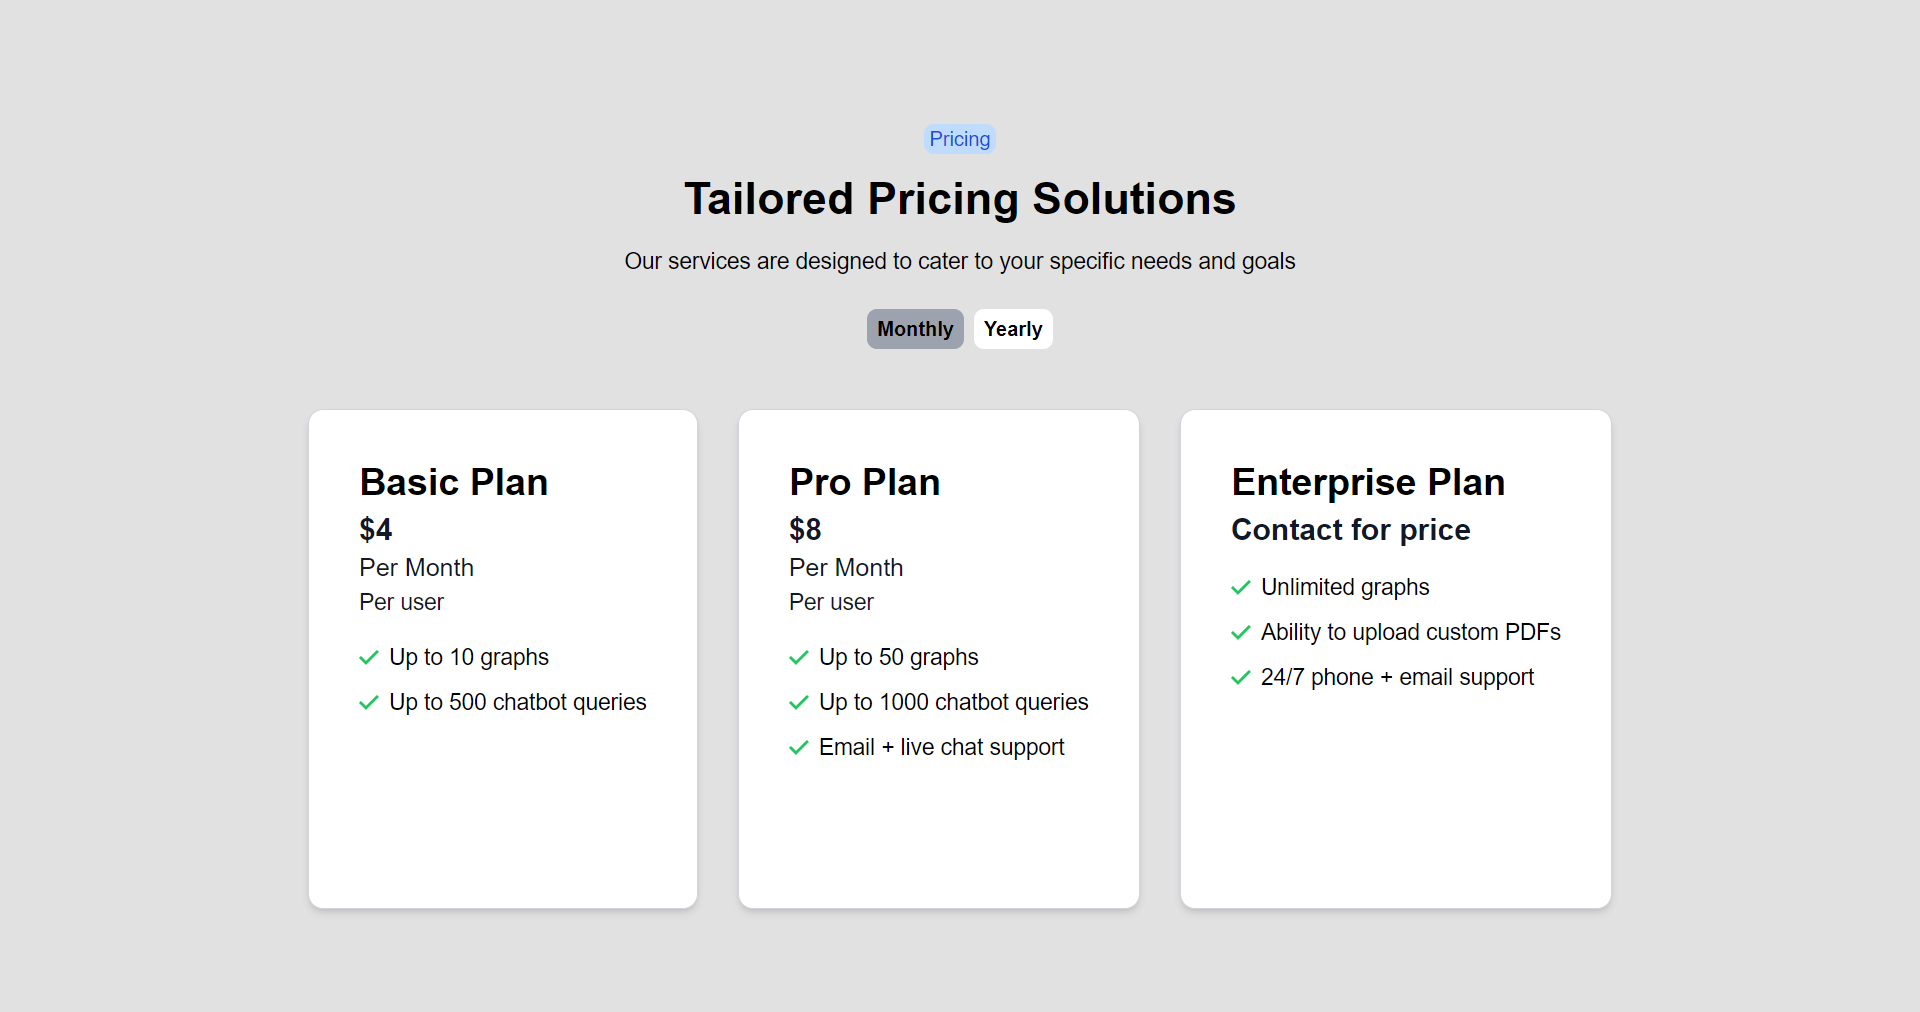 Pricing
Tailored Pricing Solutions
Our services are designed to cater to your specific needs and goals
Monthly
Yearly
Basic Plan
$4
Per Month
Per user
Up to 10 graphs
Up to 500 chatbot queries
Pro Plan
$8
Per Month
Per user
Up to 50 graphs
Up to 1000 chatbot queries
Email + live chat support
Enterprise Plan
Contact for price
Unlimited graphs
Ability to upload custom PDFs
24/7 phone + email support